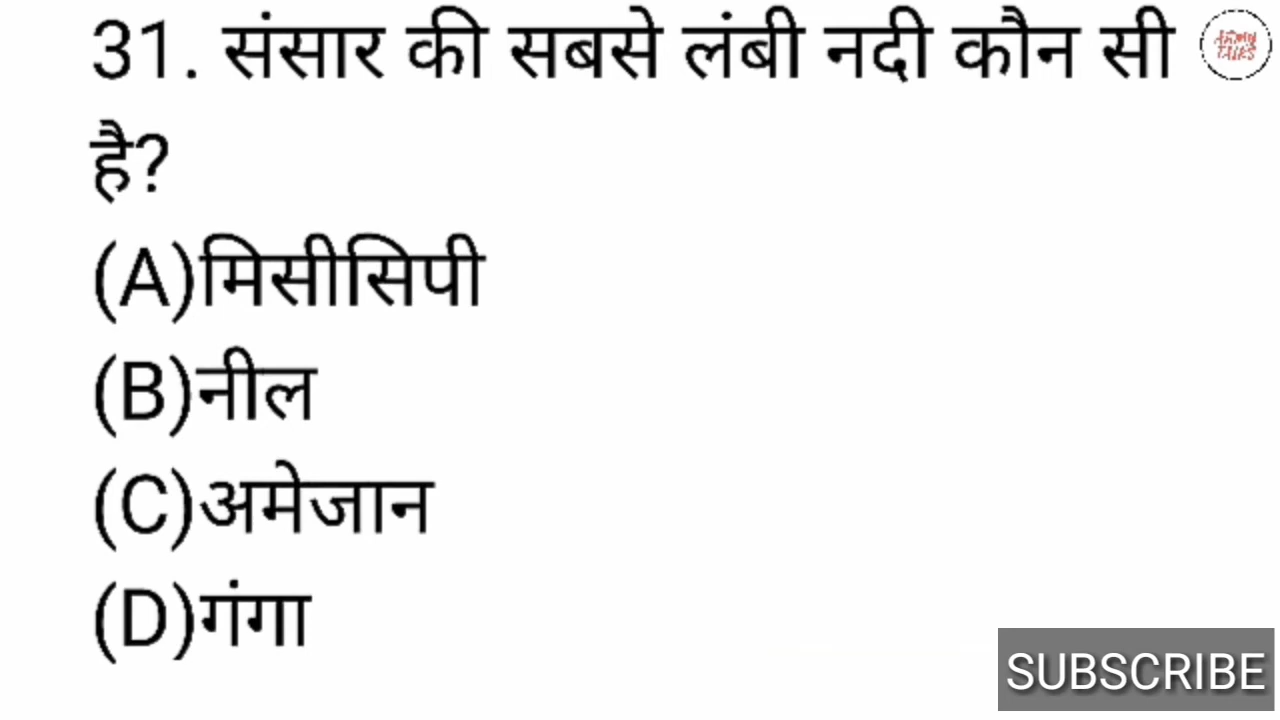 31. संसार की सबसे लंबी नदी कौन सी
है?
(A)मिसीसिपी
(B)नील
(C)अमेजान
(D)गंगा
SUBSCRIBE